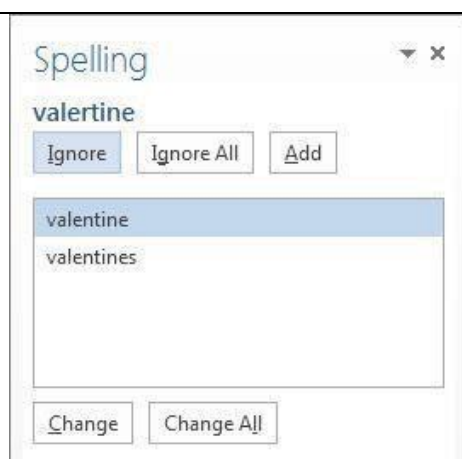 Spelling
valertine
Ignore Ignore All Add
valentine
valentines
Change Change All